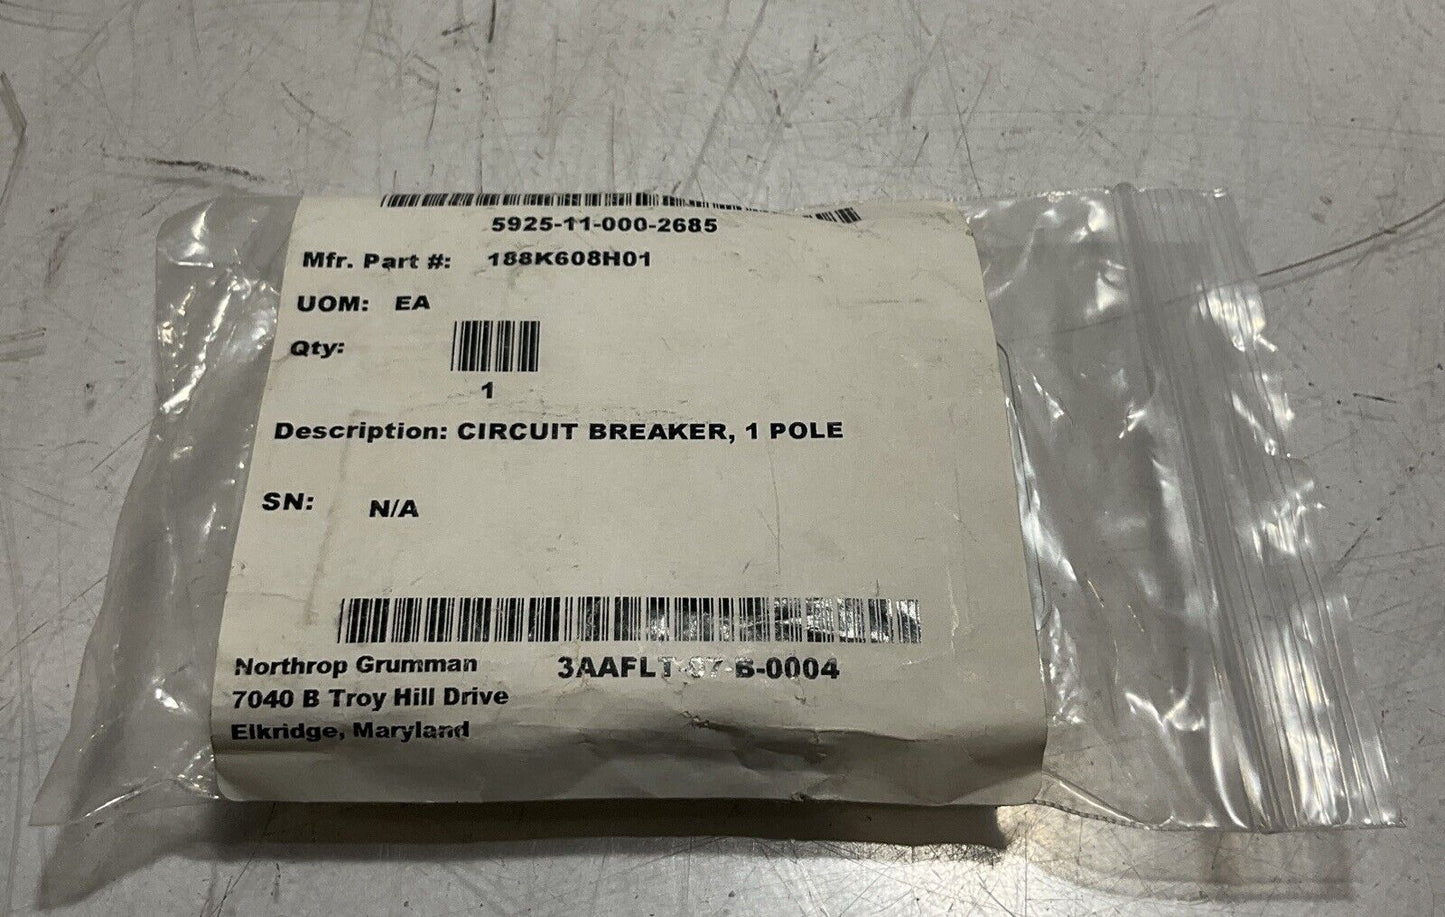 5925-11-000-2685
Mfr. Part #: 188K608H01
UOM: EA
Qty:
1
Description: CIRCUIT BREAKER, 1 POLE
SN: N/A
Northrop Grumman
7040 B Troy Hill Drive
Elkridge, Maryland